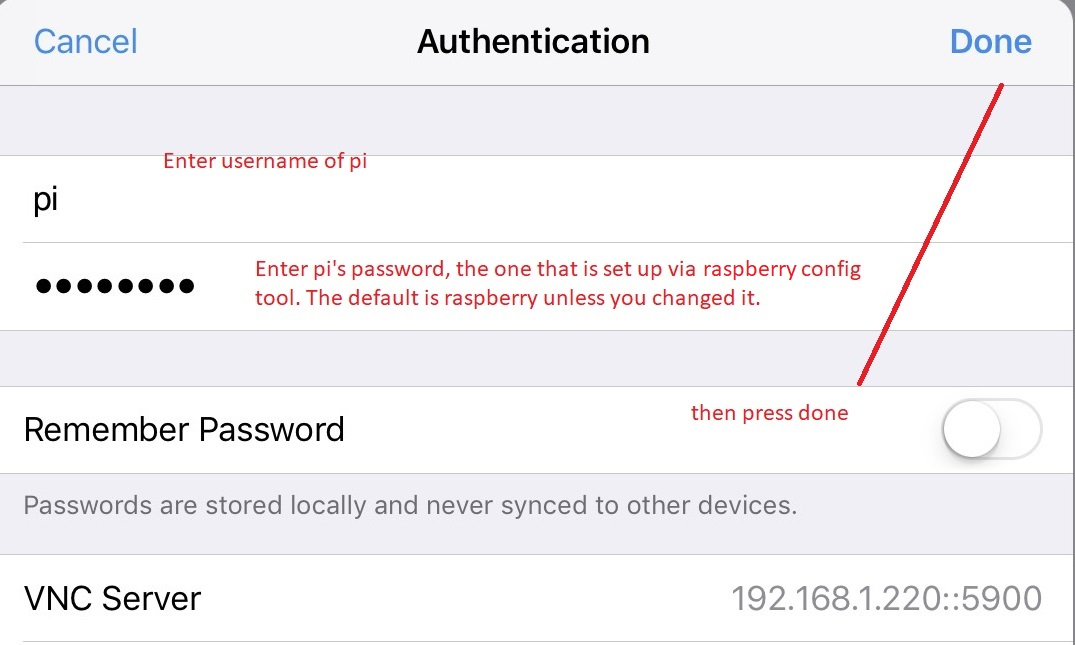 Cancel Authentication Done
Enter username of pi
pi
••••••••
Enter pi's password, the one that is set up via raspberry config
tool. The default is raspberry unless you changed it.
Remember Password
then press done
Passwords are stored locally and never synced to other devices.
VNC Server 192.168.1.220::5900